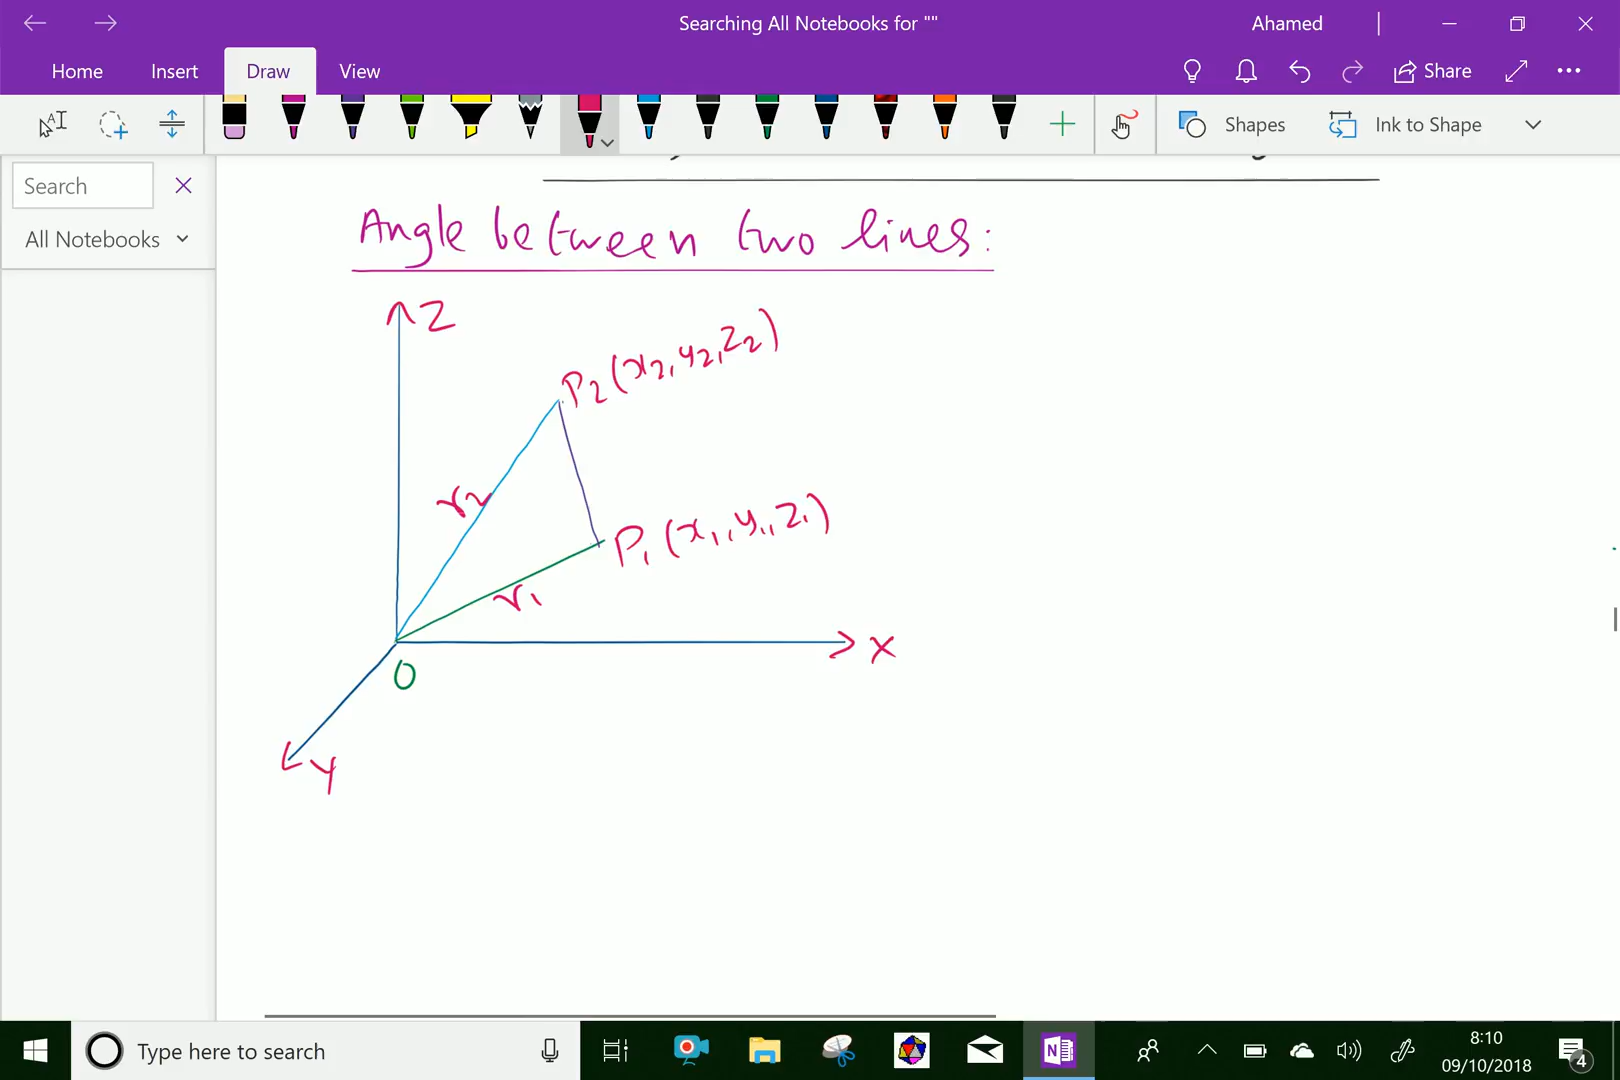 Searching All Notebooks for ""
Ahamed
Home Insert Draw View
Share
Shapes
Ink to Shape
Search
All Notebooks
Angle between two lines:
Z
P2 (x2, y2, z2)
r2
P1 (x1, y1, z1)
r1
X
O
Y
Type here to search
8:10
09/10/2018
4